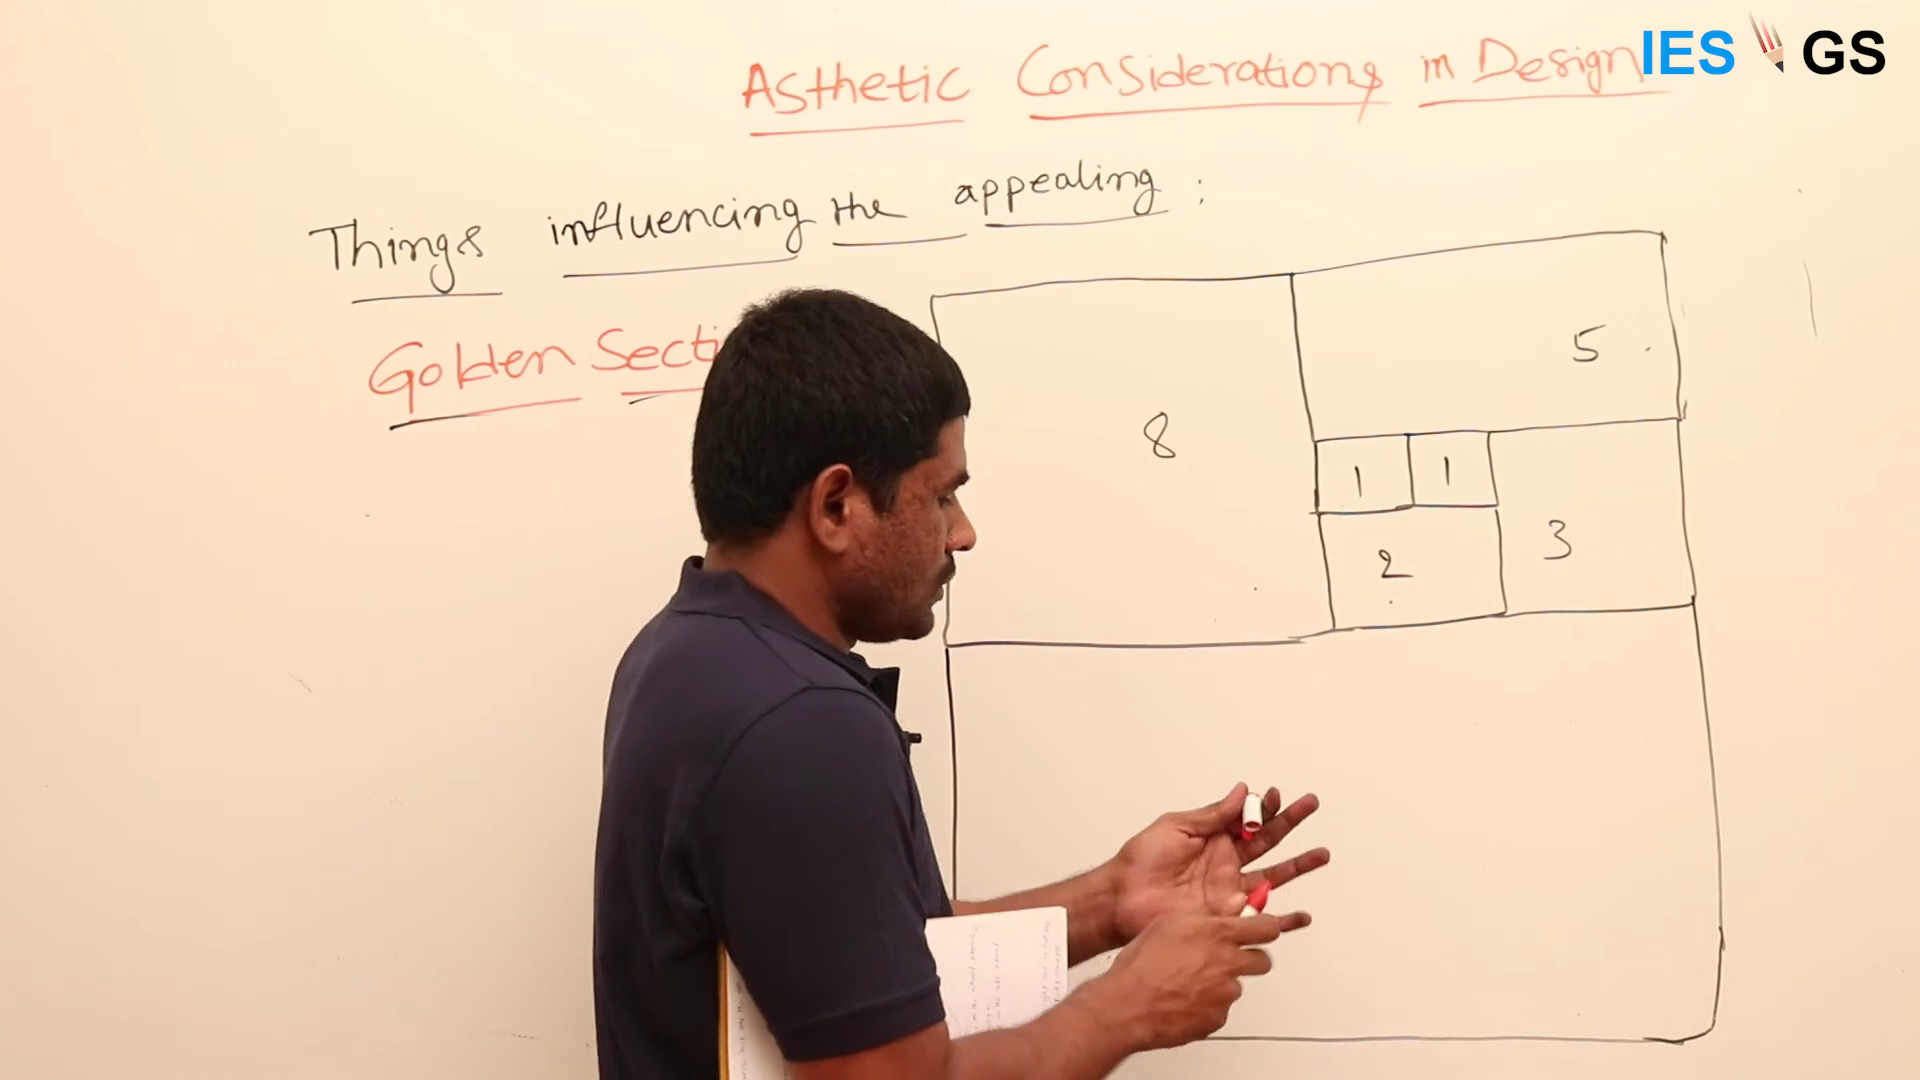 IES GS
Asthetic Considerations in Design
Things influencing the appealing :
Golden Secti
5
8
1 1
2
3